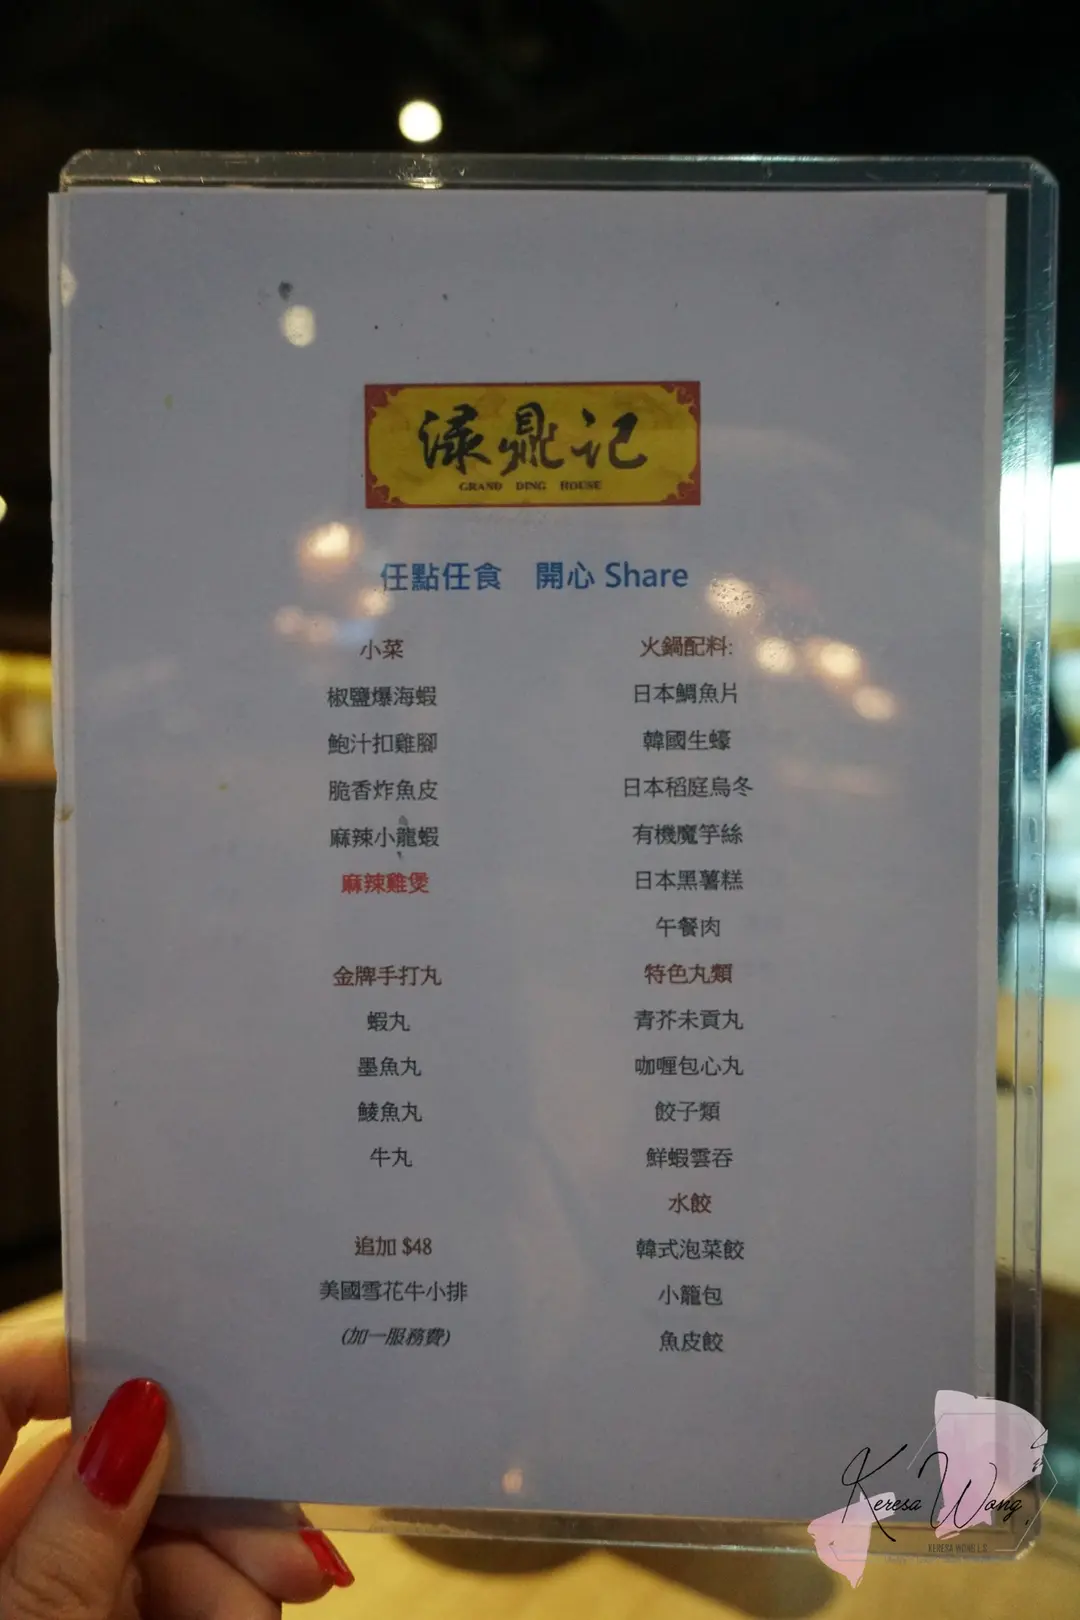 渌鼎记
GRAND DING HOUSE
任點任食 開心 Share
小菜
椒鹽爆海蝦
鮑汁扣雞腳
脆香炸魚皮
麻辣小龍蝦
麻辣雞煲
金牌手打丸
蝦丸
墨魚丸
鯪魚丸
牛丸
追加 $48
美國雪花牛小排
(加一服務費)
火鍋配料:
日本鯛魚片
韓國生蠔
日本稻庭烏冬
有機魔竽絲
日本黑薯糕
午餐肉
特色丸類
青芥未貢丸
咖喱包心丸
餃子類
鮮蝦雲吞
水餃
韓式泡菜餃
小籠包
魚皮餃
Keresa Wong
KERESA WONG L.S